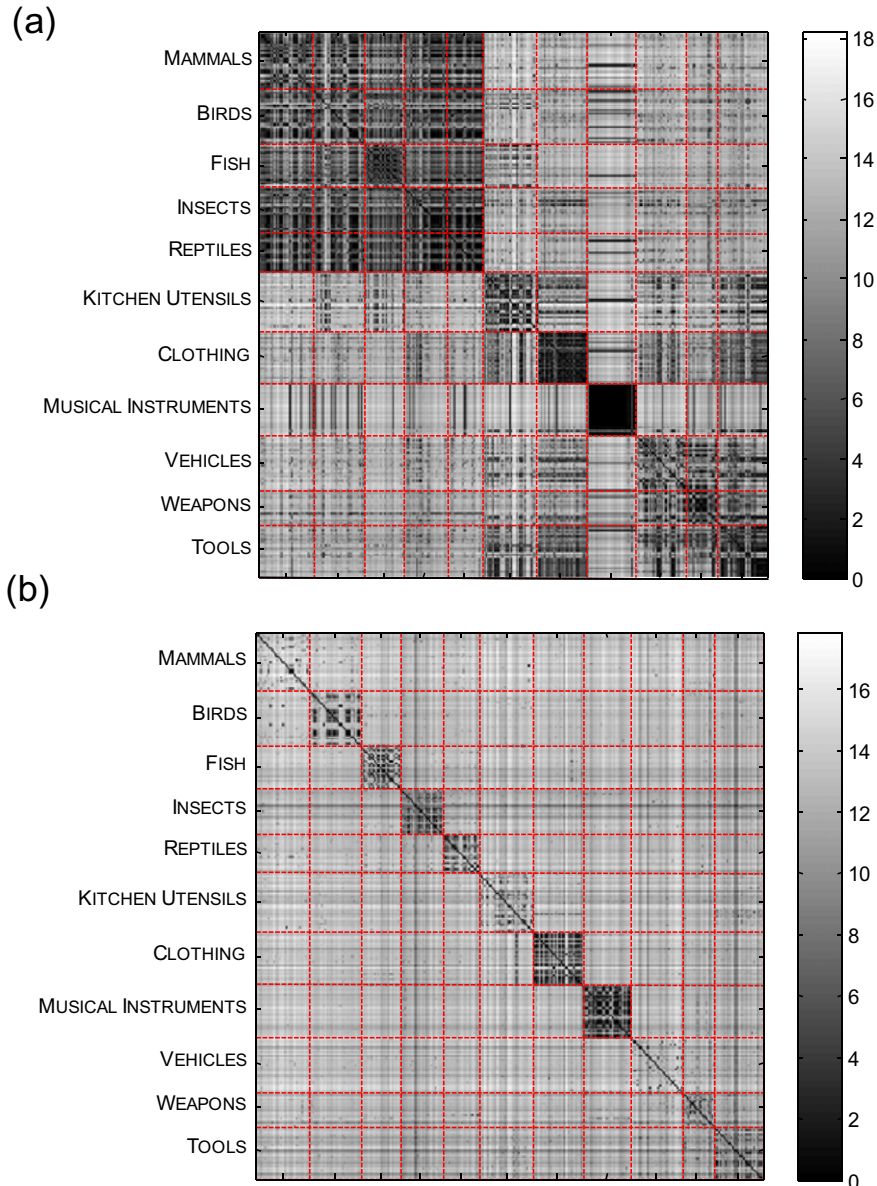 (a)
MAMMALS
BIRDS
FISH
INSECTS
REPTILES
KITCHEN UTENSILS
CLOTHING
MUSICAL INSTRUMENTS
VEHICLES
WEAPONS
TOOLS
18
16
14
12
10
8
6
4
2
0
(b)
MAMMALS
BIRDS
FISH
INSECTS
REPTILES
KITCHEN UTENSILS
CLOTHING
MUSICAL INSTRUMENTS
VEHICLES
WEAPONS
TOOLS
16
14
12
10
8
6
4
2
0